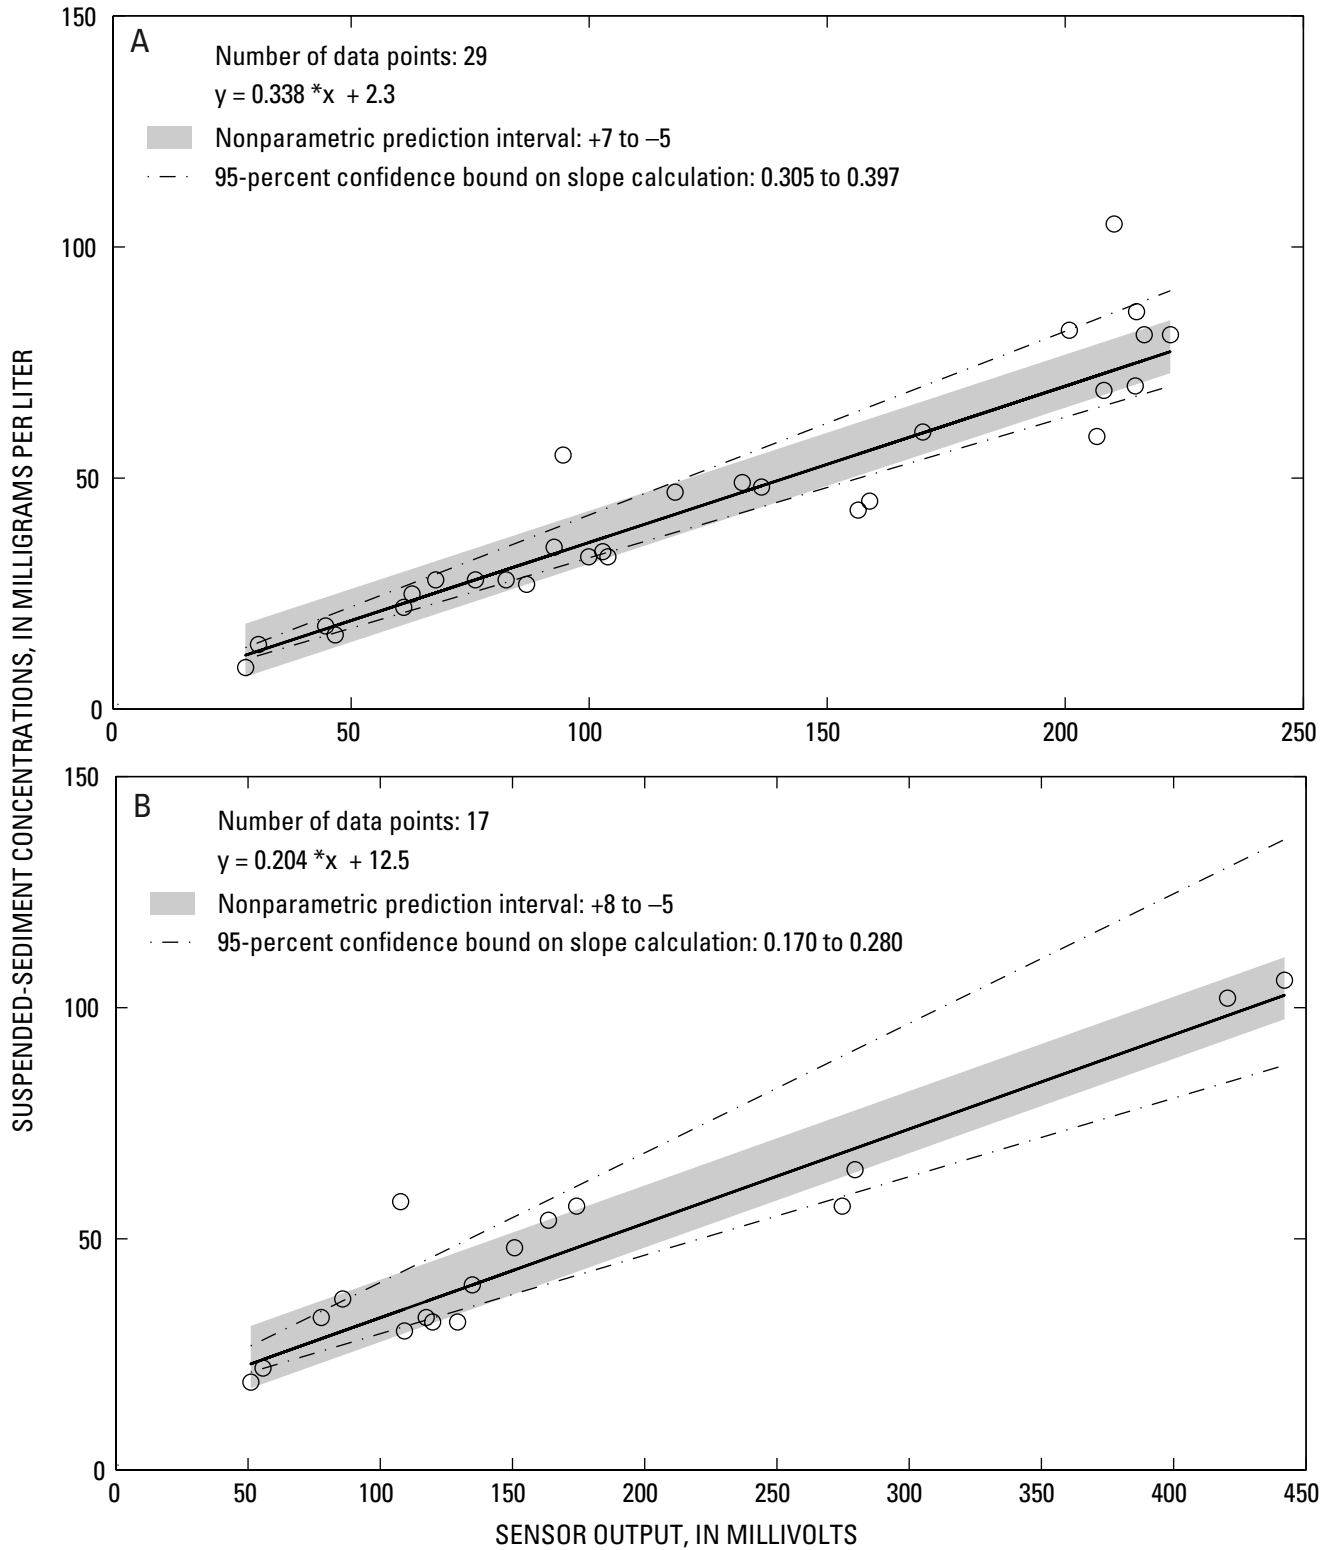 SUSPENDED-SEDIMENT CONCENTRATIONS, IN MILLIGRAMS PER LITER
A
Number of data points: 29
y = 0.338 *x + 2.3
Nonparametric prediction interval: +7 to –5
95-percent confidence bound on slope calculation: 0.305 to 0.397
150
100
50
0
0 50 100 150 200 250
B
Number of data points: 17
y = 0.204 *x + 12.5
Nonparametric prediction interval: +8 to –5
95-percent confidence bound on slope calculation: 0.170 to 0.280
150
100
50
0
0 50 100 150 200 250 300 350 400 450
SENSOR OUTPUT, IN MILLIVOLTS